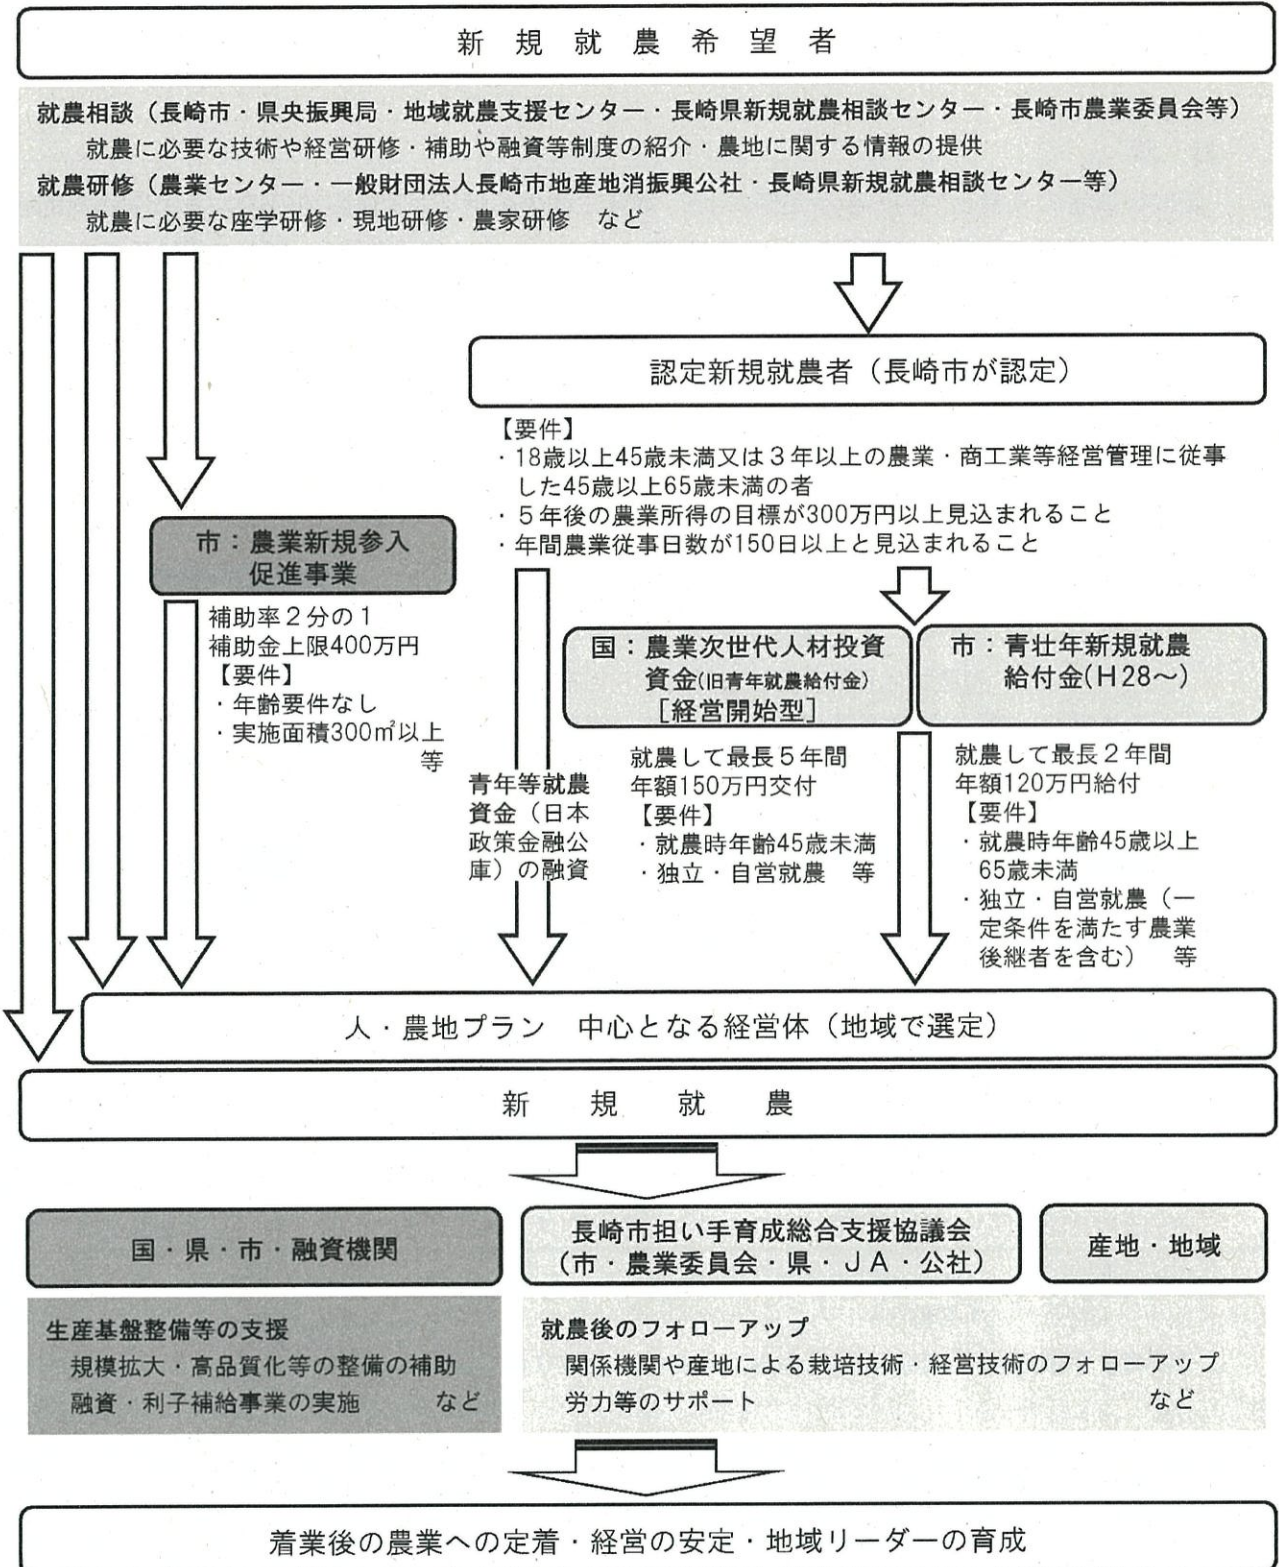 新規就農希望者
就農相談（長崎市・県央振興局・地域就農支援センター・長崎県新規就農相談センター・長崎市農業委員会等）
就農に必要な技術や経営研修・補助や融資等制度の紹介・農地に関する情報の提供
就農研修（農業センター・一般財団法人長崎市地産地消振興公社・長崎県新規就農相談センター等）
就農に必要な座学研修・現地研修・農家研修　など
認定新規就農者（長崎市が認定）
【要件】
・18歳以上45歳未満又は３年以上の農業・商工業等経営管理に従事
した45歳以上65歳未満の者
・５年後の農業所得の目標が300万円以上見込まれること
・年間農業従事日数が150日以上と見込まれること
市：農業新規参入
促進事業
補助率２分の１
補助金上限400万円
【要件】
・年齢要件なし
・実施面積300㎡以上
等
青年等就農
資金（日本
政策金融公
庫）の融資
国：農業次世代人材投資
資金(旧青年就農給付金)
［経営開始型］
就農して最長５年間
年額150万円交付
【要件】
・就農時年齢45歳未満
・独立・自営就農　等
市：青壮年新規就農
給付金(Ｈ28～)
就農して最長２年間
年額120万円給付
【要件】
・就農時年齢45歳以上
65歳未満
・独立・自営就農（一
定条件を満たす農業
後継者を含む）　等
人・農地プラン　中心となる経営体（地域で選定）
新規就農
国・県・市・融資機関
生産基盤整備等の支援
規模拡大・高品質化等の整備の補助
融資・利子補給事業の実施　など
長崎市担い手育成総合支援協議会
（市・農業委員会・県・ＪＡ・公社）
産地・地域
就農後のフォローアップ
関係機関や産地による栽培技術・経営技術のフォローアップ
労力等のサポート　など
着業後の農業への定着・経営の安定・地域リーダーの育成